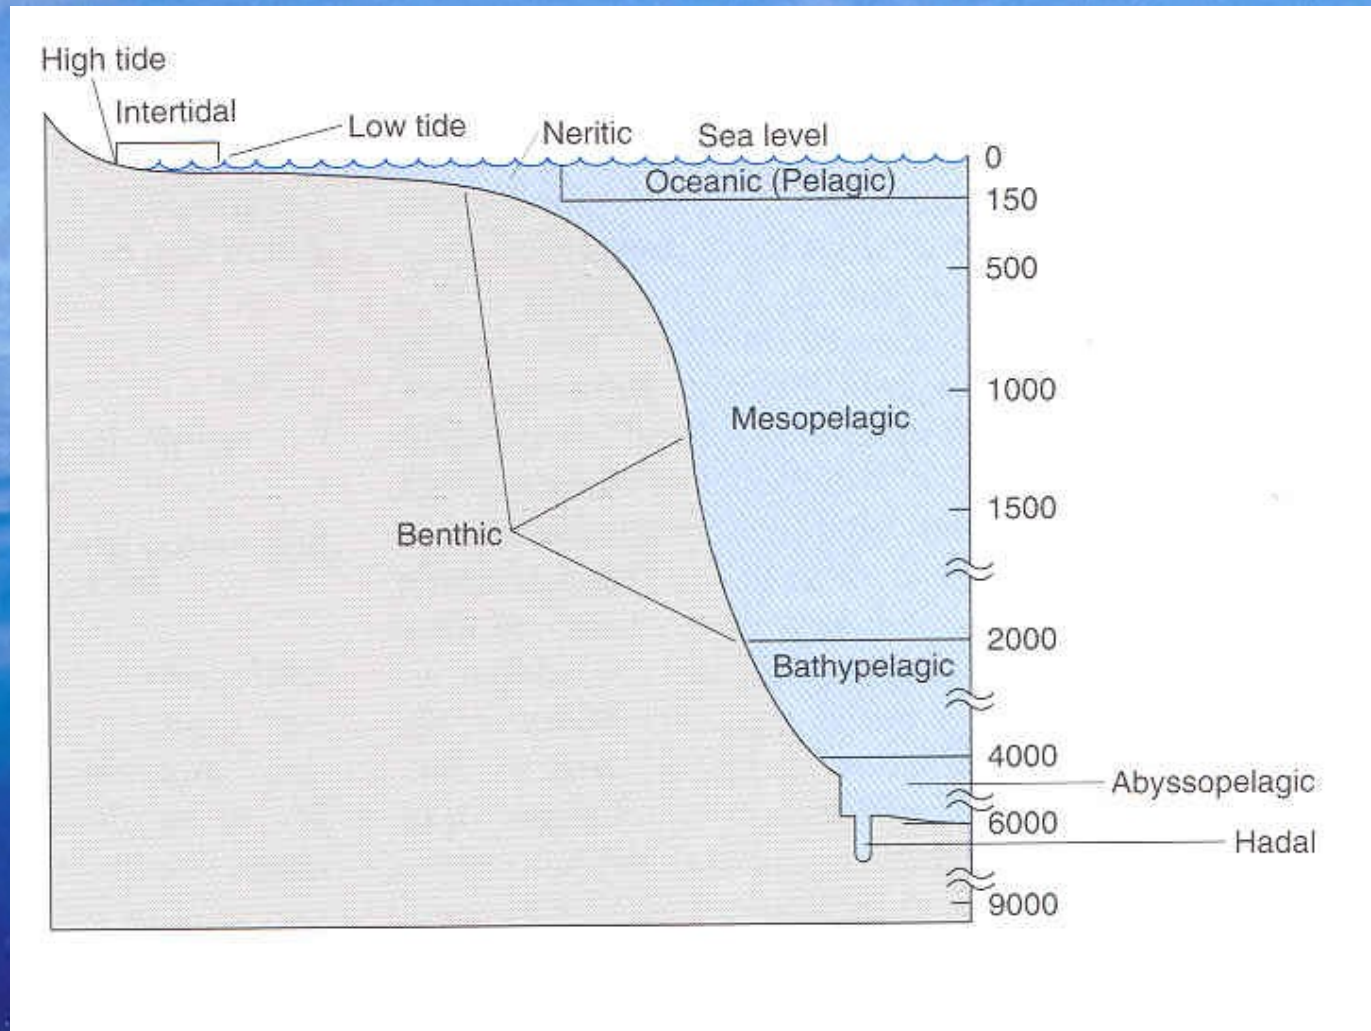 High tide
Intertidal
Low tide
Neritic
Sea level
0
Oceanic (Pelagic)
150
500
1000
Mesopelagic
1500
Benthic
2000
Bathypelagic
4000
Abyssopelagic
6000
Hadal
9000